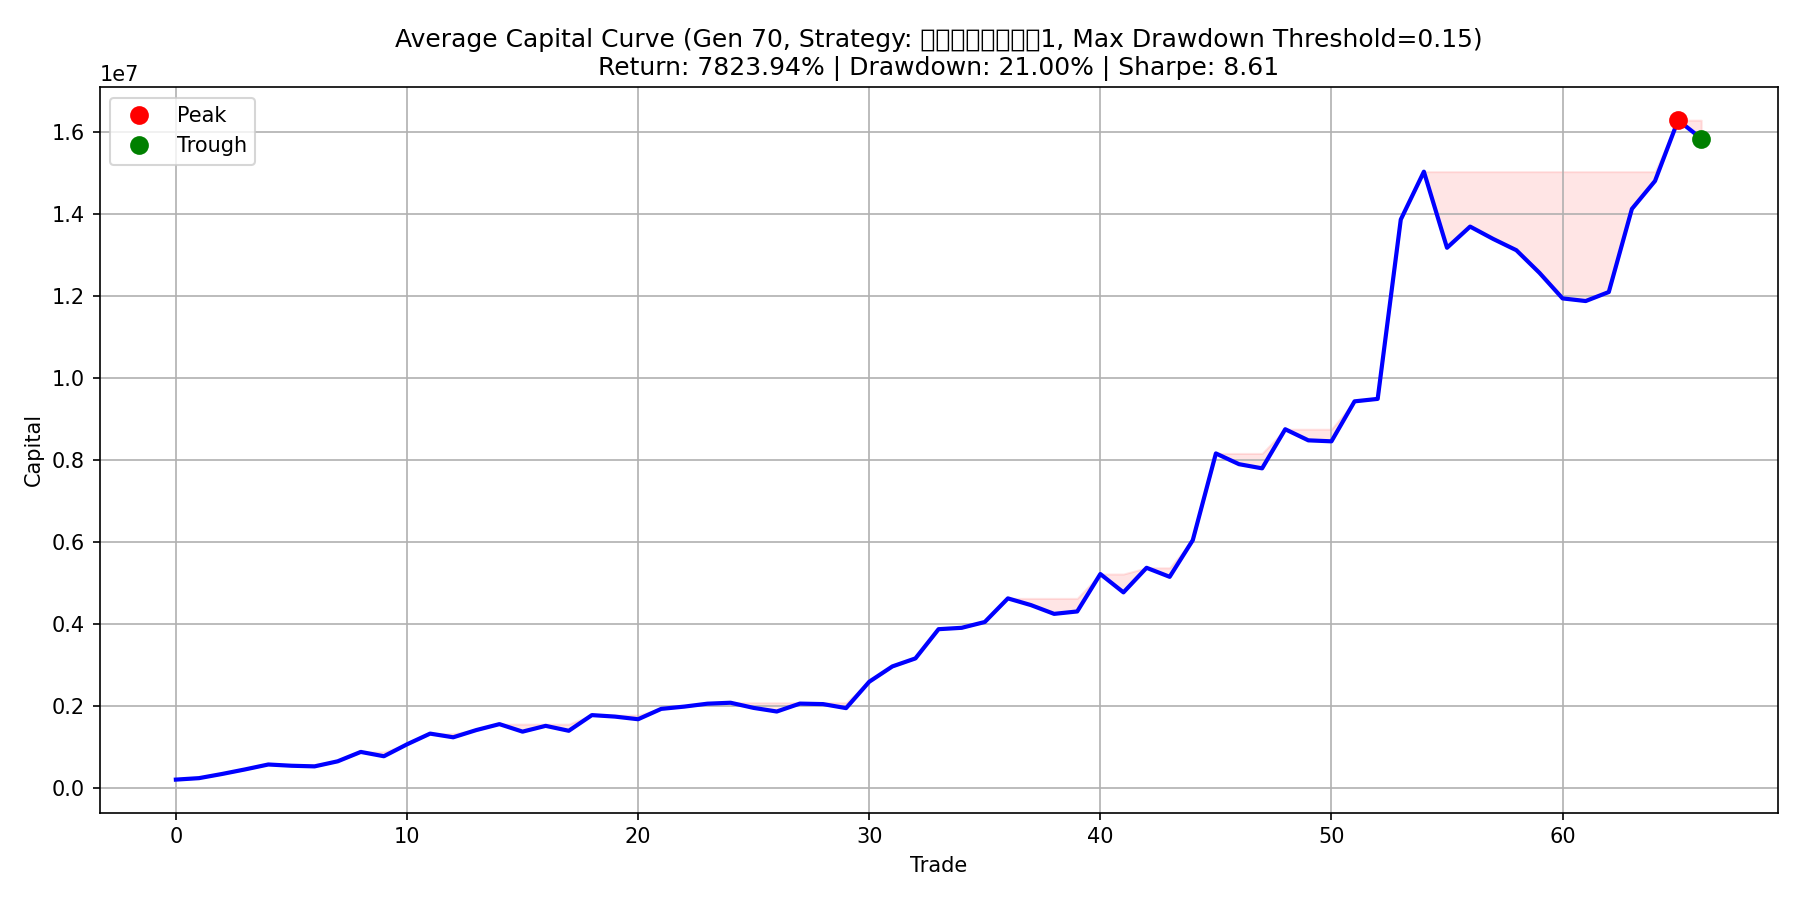 Average Capital Curve (Gen 70, Strategy: 1, Max Drawdown Threshold=0.15)
Return: 7823.94% | Drawdown: 21.00% | Sharpe: 8.61
1e7
Peak
Trough
1.6
1.4
1.2
1.0
0.8
0.6
0.4
0.2
0.0
Capital
0 10 20 30 40 50 60
Trade